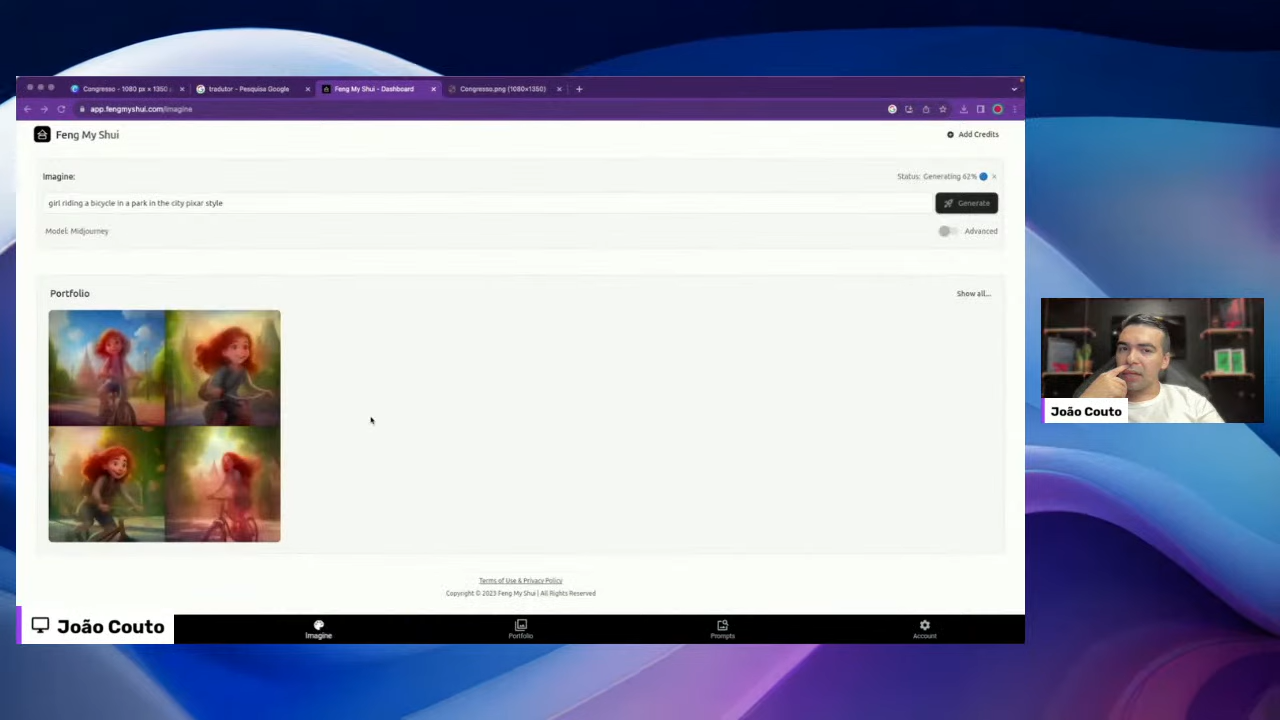 Congresso - 1080 px × 1350
tradutor - Pesquisa Google
Feng My Shui - Dashboard
Congresso.png (1080×1350)
app.fengmyshui.com/imagine
Feng My Shui
Add Credits
Imagine:
Status: Generating 62%
girl riding a bicycle in a park in the city pixar style
Generate
Model: Midjourney
Advanced
Portfolio
Show all...
João Couto
Terms of Use & Privacy Policy
Copyright © 2023 Feng My Shui | All Rights Reserved
João Couto
Imagine
Portfolio
Prompts
Account